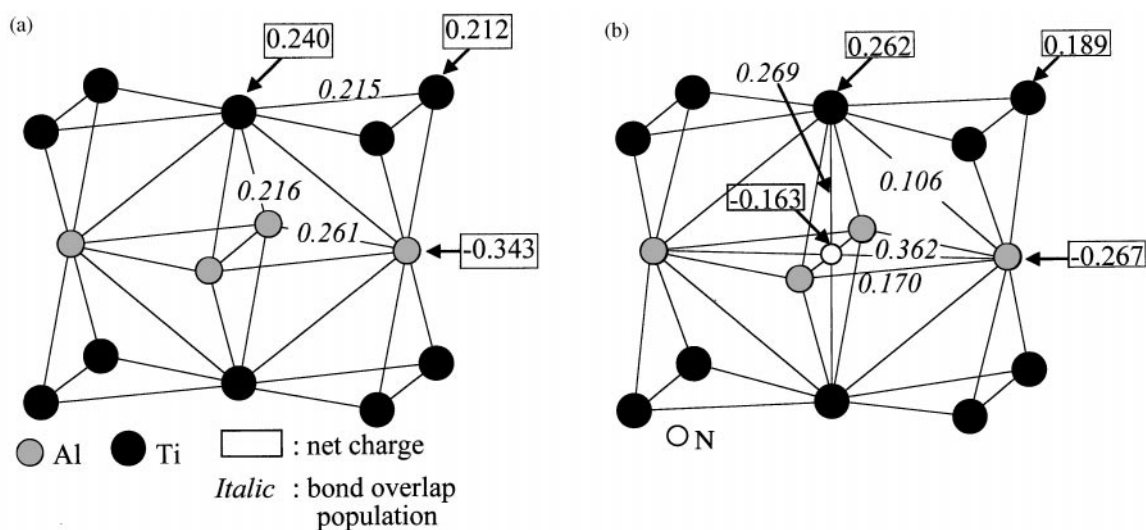 (a)
0.240
0.212
0.215
0.216
0.261
-0.343
Al
Ti
: net charge
Italic : bond overlap
population
(b)
0.262
0.189
0.269
0.106
-0.163
0.362
-0.267
0.170
N